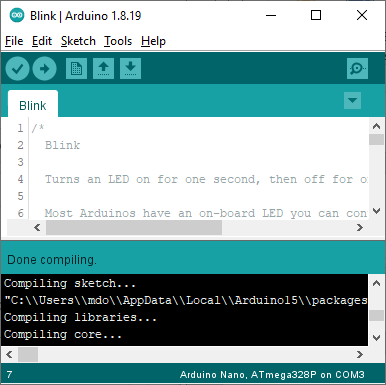 Blink | Arduino 1.8.19
File Edit Sketch Tools Help
Blink
1 /*
2 Blink
3
4 Turns an LED on for one second, then off for
5
6 Most Arduinos have an on-board LED you can
Done compiling.
Compiling sketch...
"C:\\Users\\mdo\\AppData\\Local\\Arduino15\\packages
Compiling libraries...
Compiling core...
7 Arduino Nano, ATmega328P on COM3